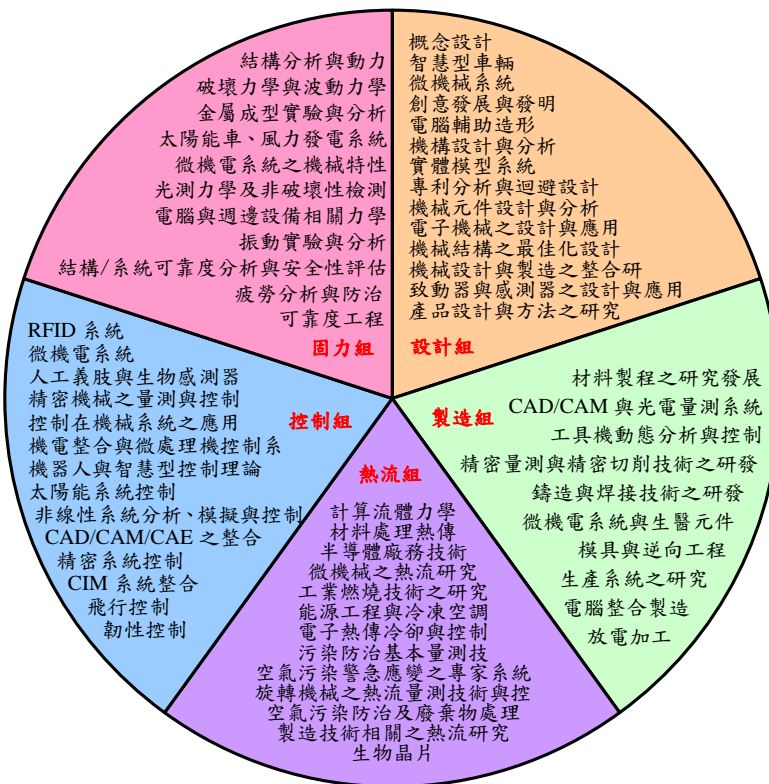 結構分析與動力
破壞力學與波動力學
金屬成型實驗與分析
太陽能車、風力發電系統
微機電系統之機械特性
光測力學及非破壞性檢測
電腦與週邊設備相關力學
振動實驗與分析
結構/系統可靠度分析與安全性評估
疲勞分析與防治
可靠度工程
固力組
概念設計
智慧型車輛
微機械系統
創意發展與發明
電腦輔助造形
機構設計與分析
實體模型系統
專利分析與迴避設計
機械元件設計與分析
電子機械之設計與應用
機械結構之最佳化設計
機械設計與製造之整合研
致動器與感測器之設計與應用
產品設計與方法之研究
設計組
RFID 系統
微機電系統
人工義肢與生物感測器
精密機械之量測與控制
控制在機械系統之應用
機電整合與微處理機控制系
機器人與智慧型控制理論
太陽能系統控制
非線性系統分析、模擬與控制
CAD/CAM/CAE 之整合
精密系統控制
CIM 系統整合
飛行控制
韌性控制
控制組
製造組
材料製程之研究發展
CAD/CAM 與光電量測系統
工具機動態分析與控制
精密量測與精密切削技術之研發
鑄造與焊接技術之研發
微機電系統與生醫元件
模具與逆向工程
生產系統之研究
電腦整合製造
放電加工
熱流組
計算流體力學
材料處理熱傳
半導體廠務技術
微機械之熱流研究
工業燃燒技術之研究
能源工程與冷凍空調
電子熱傳冷卻與控制
污染防治基本量測技
空氣污染警急應變之專家系統
旋轉機械之熱流量測技術與控
空氣污染防治及廢棄物處理
製造技術相關之熱流研究
生物晶片